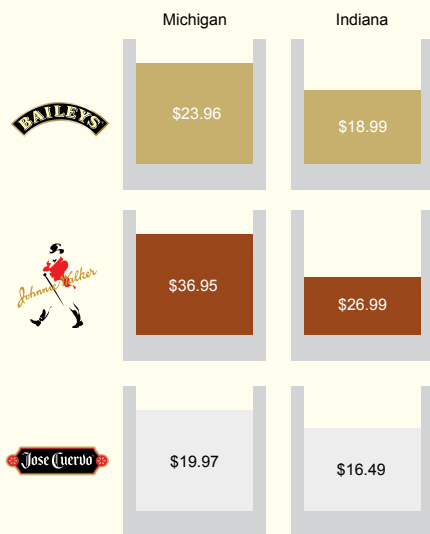 Michigan Indiana
BAILEYS
$23.96 $18.99
Johnnie Walker
$36.95 $26.99
Jose Cuervo
$19.97 $16.49